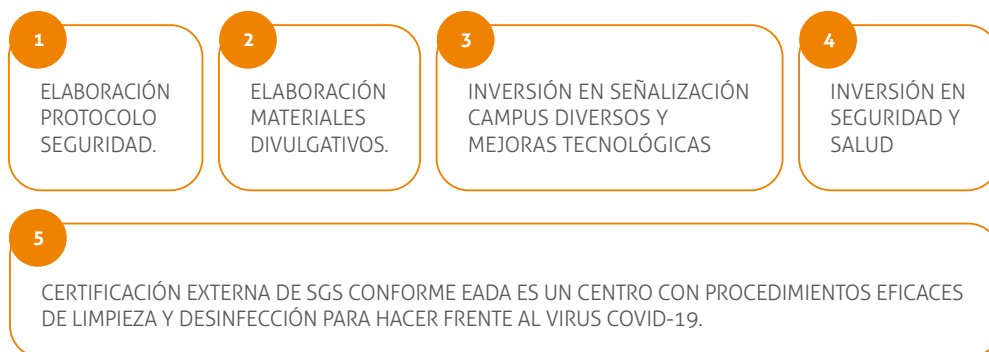 1
ELABORACIÓN
PROTOCOLO
SEGURIDAD.
2
ELABORACIÓN
MATERIALES
DIVULGATIVOS.
3
INVERSIÓN EN SEÑALIZACIÓN
CAMPUS DIVERSOS Y
MEJORAS TECNOLÓGICAS
4
INVERSIÓN EN
SEGURIDAD Y
SALUD
5
CERTIFICACIÓN EXTERNA DE SGS CONFORME EADA ES UN CENTRO CON PROCEDIMIENTOS EFICACES
DE LIMPIEZA Y DESINFECCIÓN PARA HACER FRENTE AL VIRUS COVID-19.